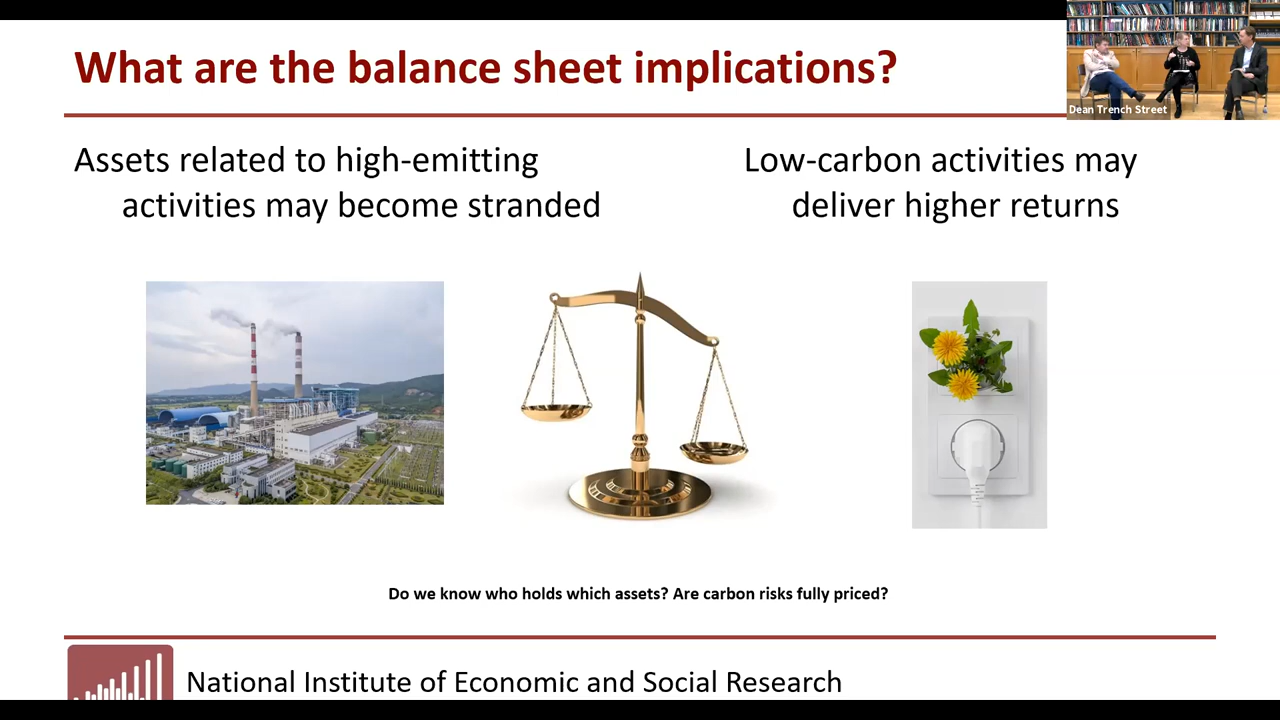 What are the balance sheet implications?
Dean Trench Street
Assets related to high-emitting
activities may become stranded
Low-carbon activities may
deliver higher returns
Do we know who holds which assets? Are carbon risks fully priced?
National Institute of Economic and Social Research